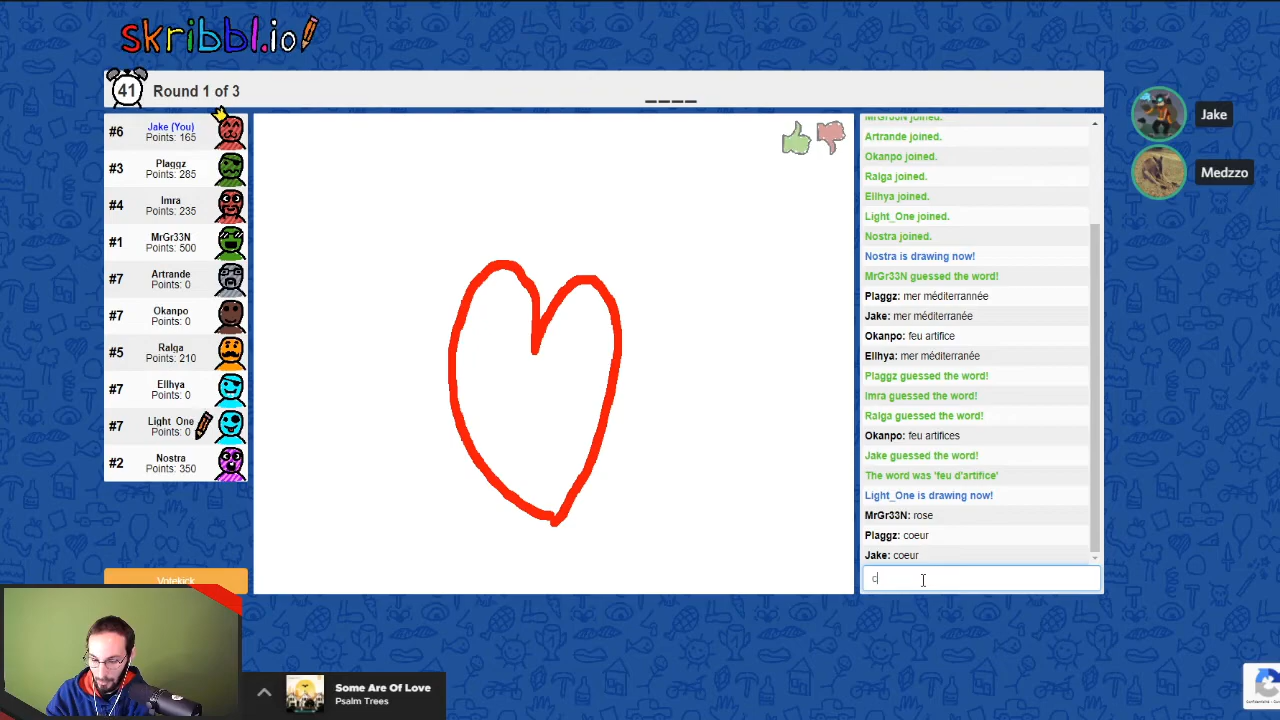 skribbl.io
41
Round 1 of 3
____
#6
Jake (You)
Points: 165
#3
Plaggz
Points: 285
#4
Imra
Points: 235
#1
MrGr33N
Points: 500
#7
Artrande
Points: 0
#7
Okanpo
Points: 0
#5
Ralga
Points: 210
#7
Ellhya
Points: 0
#7
Light_One
Points: 0
#2
Nostra
Points: 350
Votekick
MrGr33N joined.
Artrande joined.
Okanpo joined.
Ralga joined.
Ellhya joined.
Light_One joined.
Nostra joined.
Nostra is drawing now!
MrGr33N guessed the word!
Plaggz: mer méditerrannée
Jake: mer méditerranée
Okanpo: feu artifice
Ellhya: mer méditerranée
Plaggz guessed the word!
Imra guessed the word!
Ralga guessed the word!
Okanpo: feu artifices
Jake guessed the word!
The word was 'feu d'artifice'
Light_One is drawing now!
MrGr33N: rose
Plaggz: coeur
Jake: coeur
c
Jake
Medzzo
Some Are Of Love
Psalm Trees